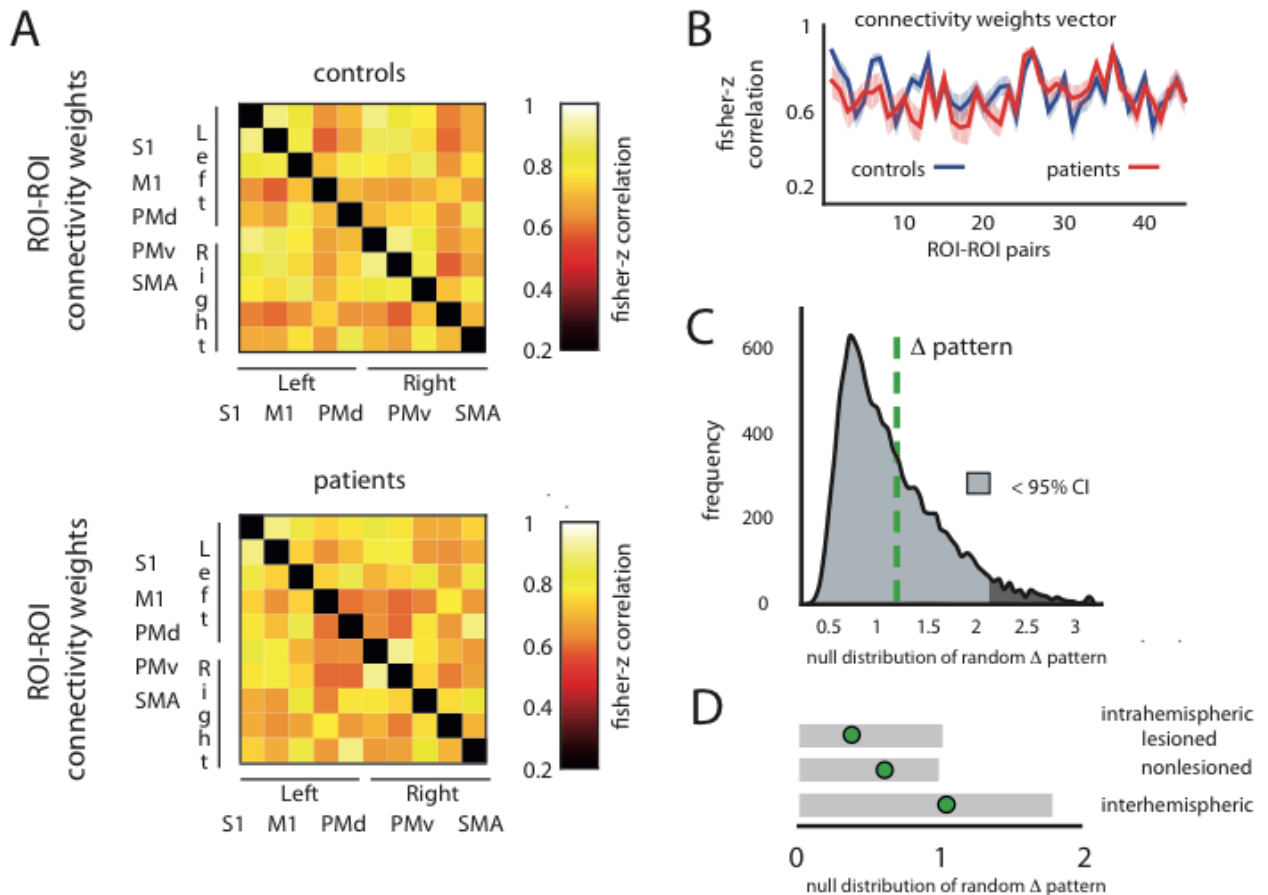 A
controls
ROI-ROI
connectivity weights
S1
M1
PMd
PMv
SMA
Left
Right
1
0.8
0.6
0.4
0.2
fisher-z correlation
Left Right
S1 M1 PMd PMv SMA
patients
ROI-ROI
connectivity weights
S1
M1
PMd
PMv
SMA
Left
Right
1
0.8
0.6
0.4
0.2
fisher-z correlation
Left Right
S1 M1 PMd PMv SMA
B
connectivity weights vector
fisher-z
correlation
1
0.6
0.2
controls patients
10 20 30 40
ROI-ROI pairs
C
Δ pattern
< 95% CI
frequency
600
400
200
0
0.5 1 1.5 2 2.5 3
null distribution of random Δ pattern
D
intrahemispheric
lesioned
nonlesioned
interhemispheric
0 1 2
null distribution of random Δ pattern